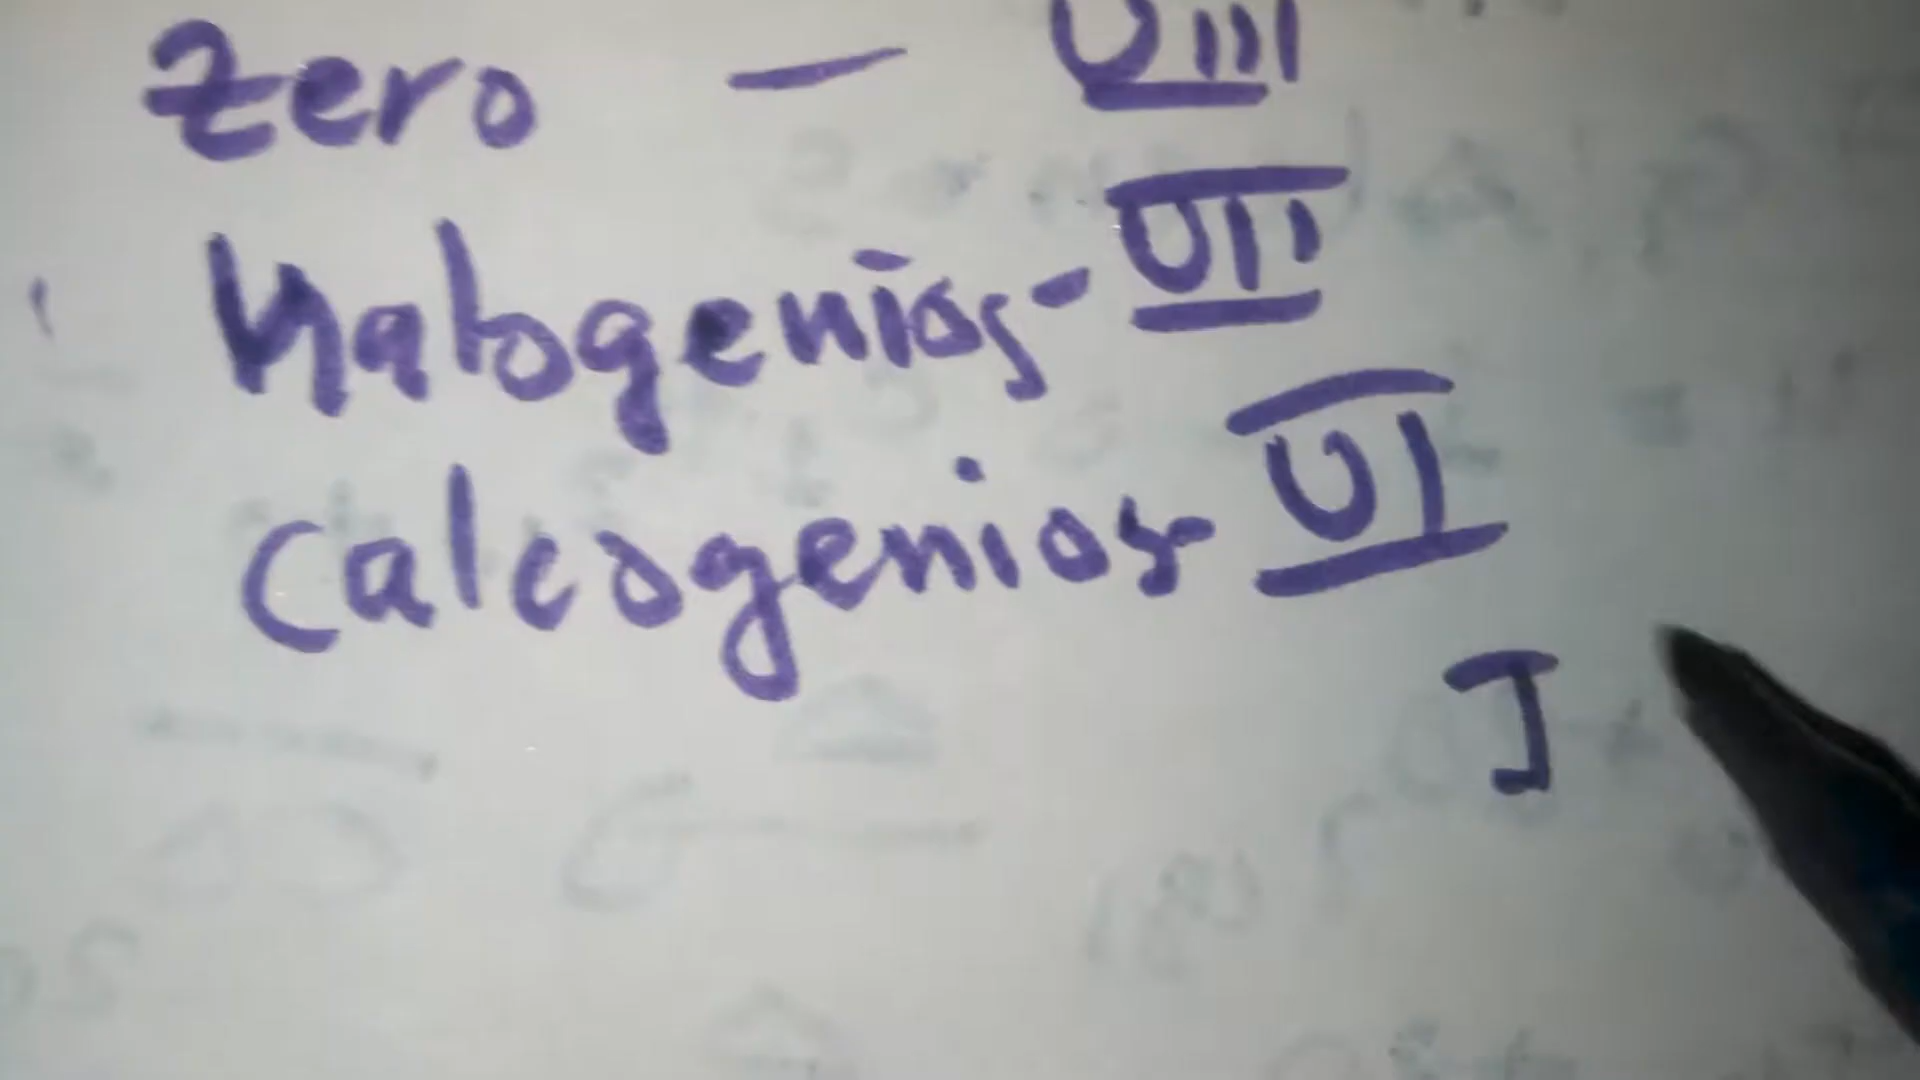 Zero - VIII
halogenios - VII
Calcogenios - VI
I